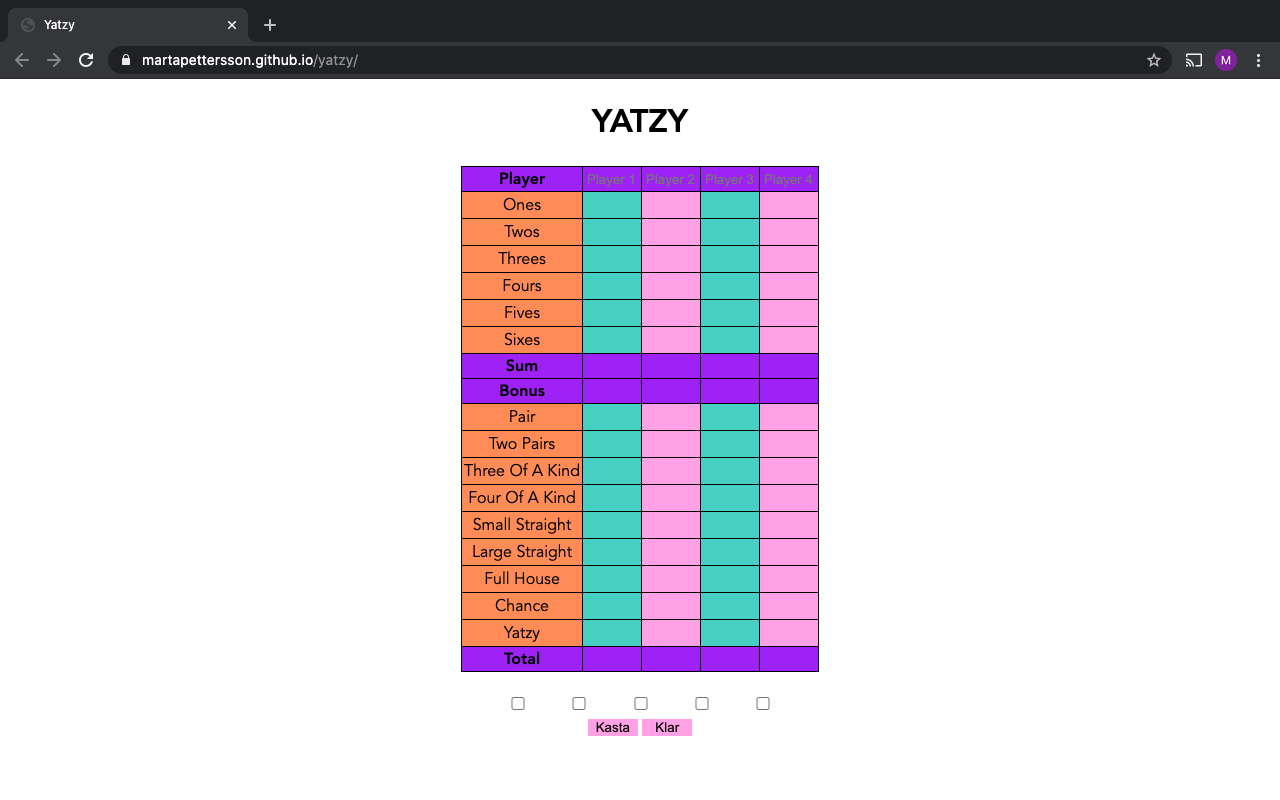 Yatzy
martapettersson.github.io/yatzy/
M
YATZY
Player Player 1 Player 2 Player 3 Player 4
Ones
Twos
Threes
Fours
Fives
Sixes
Sum
Bonus
Pair
Two Pairs
Three Of A Kind
Four Of A Kind
Small Straight
Large Straight
Full House
Chance
Yatzy
Total
Kasta Klar